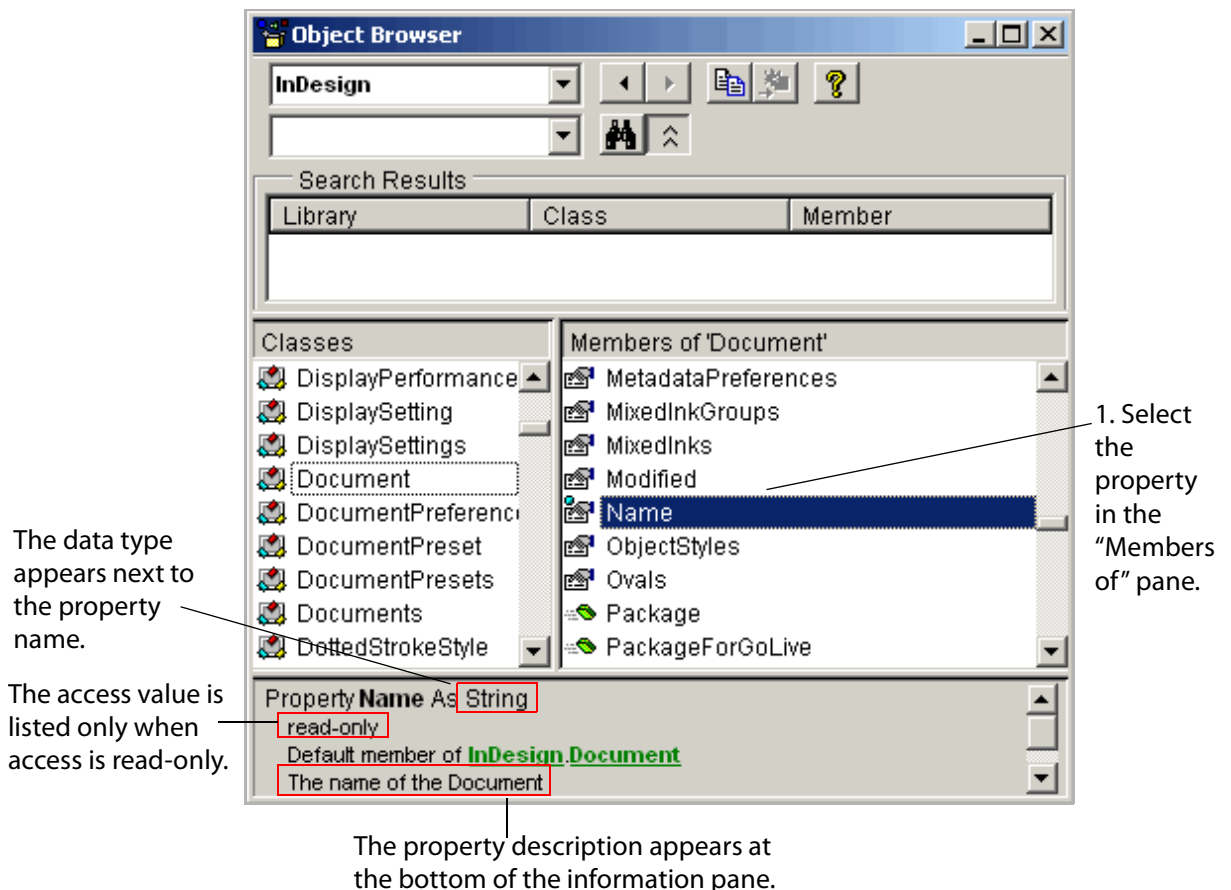 Object Browser
InDesign
Search Results
Library Class Member
Classes
DisplayPerformance
DisplaySetting
DisplaySettings
Document
DocumentPreferenc
DocumentPreset
DocumentPresets
Documents
DottedStrokeStyle
Members of 'Document'
MetadataPreferences
MixedInkGroups
MixedInks
Modified
Name
ObjectStyles
Ovals
Package
PackageForGoLive
1. Select
the
property
in the
“Members
of” pane.
The data type
appears next to
the property
name.
The access value is
listed only when
access is read-only.
Property Name As String
read-only
Default member of InDesign.Document
The name of the Document
The property description appears at
the bottom of the information pane.